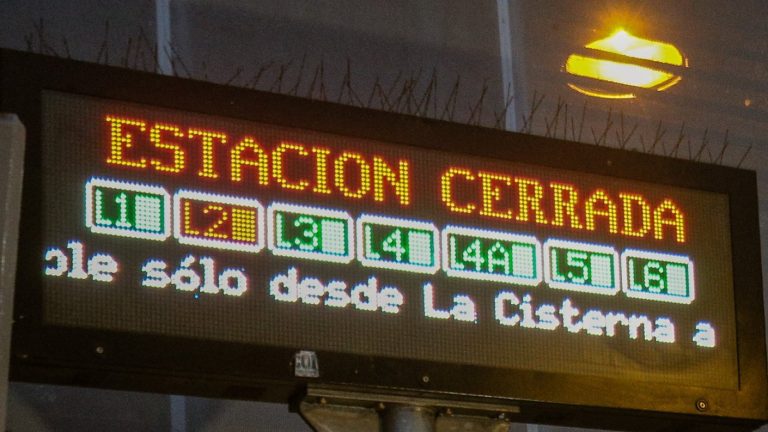 ESTACION CERRADA
L1 L2 L3 L4 L4A L5 L6
ole sólo desde La Cisterna a